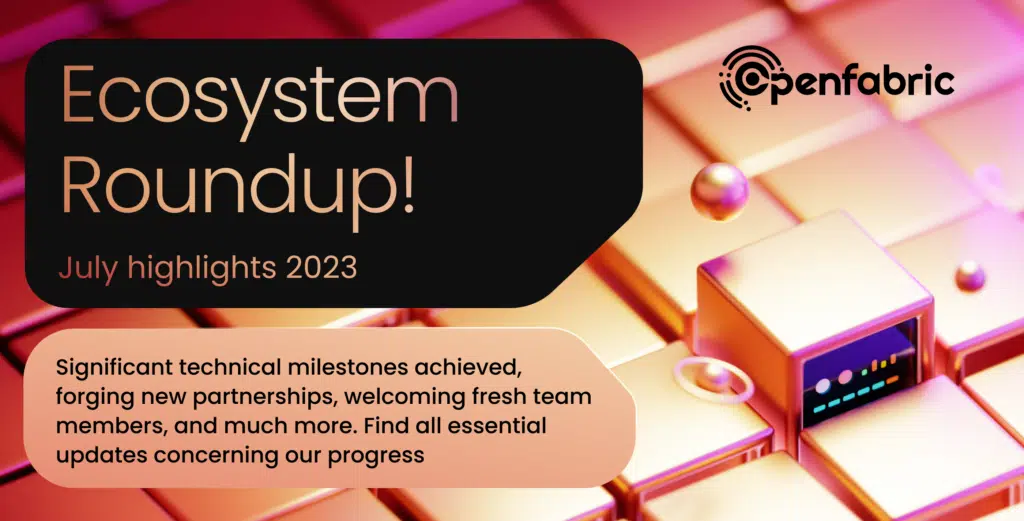 Ecosystem
Roundup!
July highlights 2023
openfabric
Significant technical milestones achieved,
forging new partnerships, welcoming fresh team
members, and much more. Find all essential
updates concerning our progress